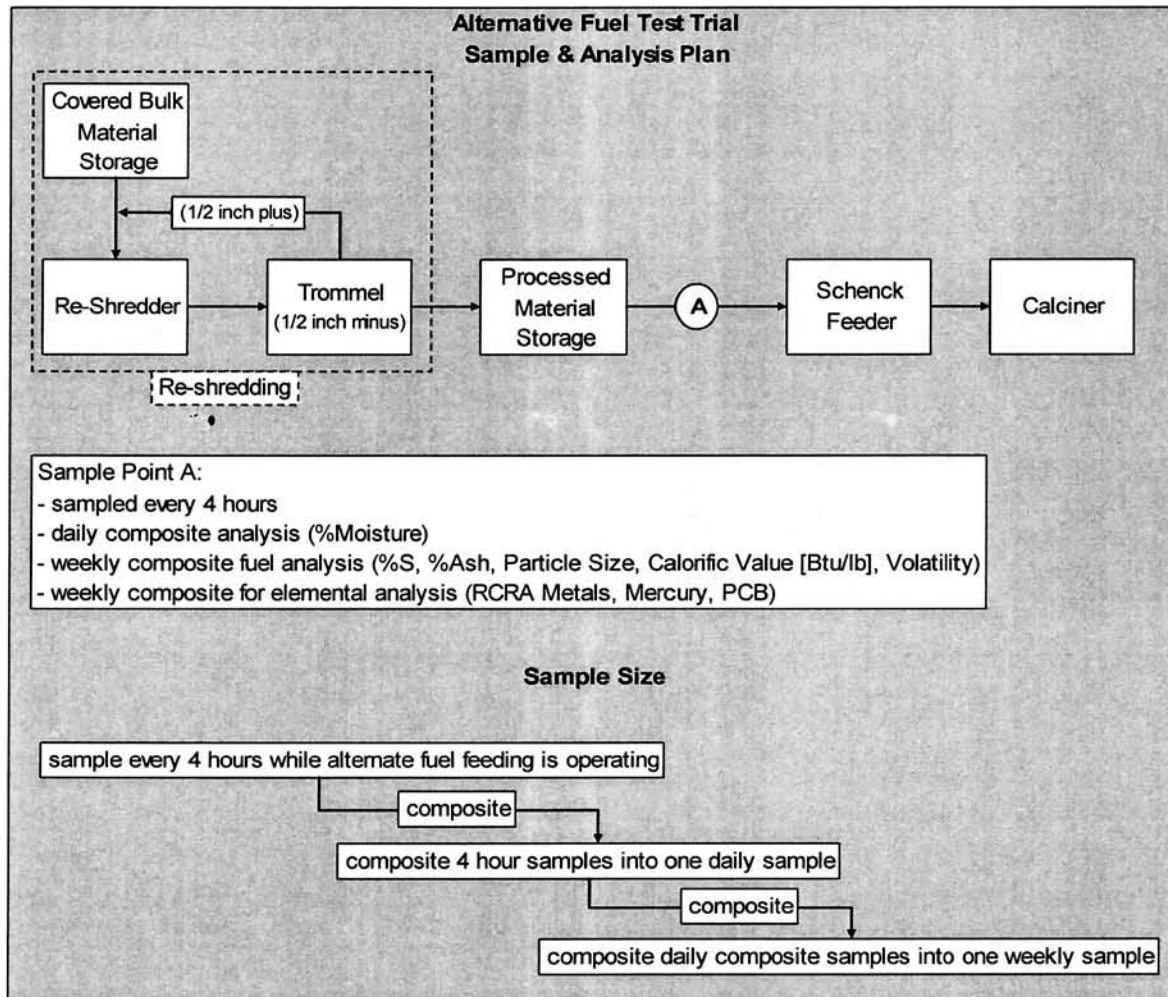 Alternative Fuel Test Trial
Sample & Analysis Plan
Covered Bulk
Material
Storage
(1/2 inch plus)
Re-Shredder
Trommel
(1/2 inch minus)
Processed
Material
Storage
A
Schenck
Feeder
Calciner
Re-shredding
Sample Point A:
- sampled every 4 hours
- daily composite analysis (%Moisture)
- weekly composite fuel analysis (%S, %Ash, Particle Size, Calorific Value [Btu/lb], Volatility)
- weekly composite for elemental analysis (RCRA Metals, Mercury, PCB)
Sample Size
sample every 4 hours while alternate fuel feeding is operating
composite
composite 4 hour samples into one daily sample
composite
composite daily composite samples into one weekly sample